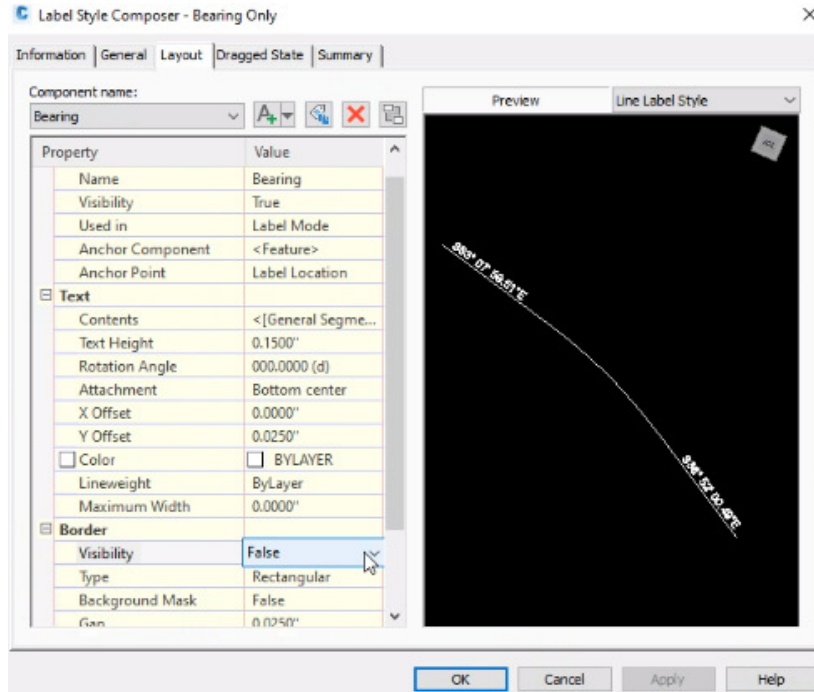 Label Style Composer - Bearing Only
Information General Layout Dragged State Summary
Component name:
Bearing
Preview Line Label Style
Property Value
Name Bearing
Visibility True
Used in Label Mode
Anchor Component <Feature>
Anchor Point Label Location
Text
Contents <[General Segme...
Text Height 0.1500"
Rotation Angle 000.0000 (d)
Attachment Bottom center
X Offset 0.0000"
Y Offset 0.0250"
Color BYLAYER
Lineweight ByLayer
Maximum Width 0.0000"
Border
Visibility False
Type Rectangular
Background Mask False
Gap 0.0250"
OK Cancel Apply Help